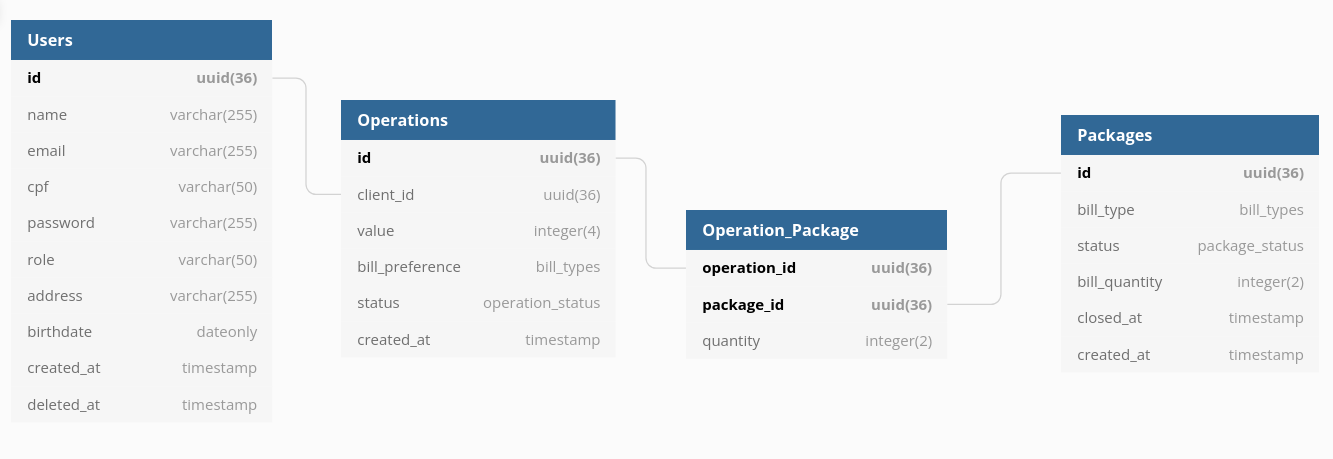 Users
id uuid(36)
name varchar(255)
email varchar(255)
cpf varchar(50)
password varchar(255)
role varchar(50)
address varchar(255)
birthdate dateonly
created_at timestamp
deleted_at timestamp
Operations
id uuid(36)
client_id uuid(36)
value integer(4)
bill_preference bill_types
status operation_status
created_at timestamp
Operation_Package
operation_id uuid(36)
package_id uuid(36)
quantity integer(2)
Packages
id uuid(36)
bill_type bill_types
status package_status
bill_quantity integer(2)
closed_at timestamp
created_at timestamp